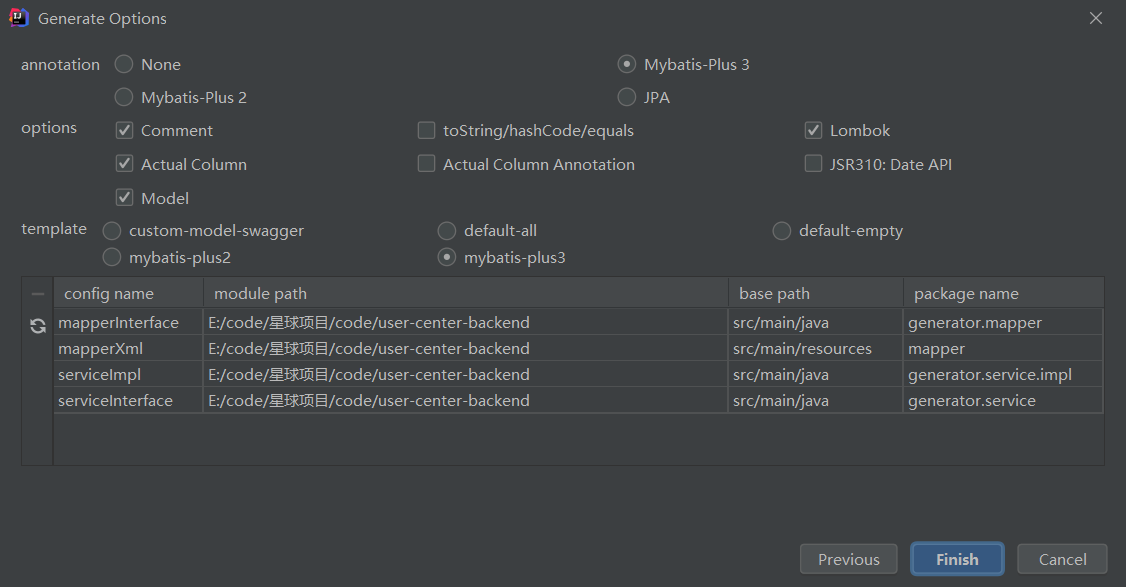 Generate Options
annotation None Mybatis-Plus 3
Mybatis-Plus 2 JPA
options Comment toString/hashCode/equals Lombok
Actual Column Actual Column Annotation JSR310: Date API
Model
template custom-model-swagger default-all default-empty
mybatis-plus2 mybatis-plus3
config name module path base path package name
mapperInterface E:/code/星球项目/code/user-center-backend src/main/java generator.mapper
mapperXml E:/code/星球项目/code/user-center-backend src/main/resources mapper
serviceImpl E:/code/星球项目/code/user-center-backend src/main/java generator.service.impl
serviceInterface E:/code/星球项目/code/user-center-backend src/main/java generator.service
Previous Finish Cancel